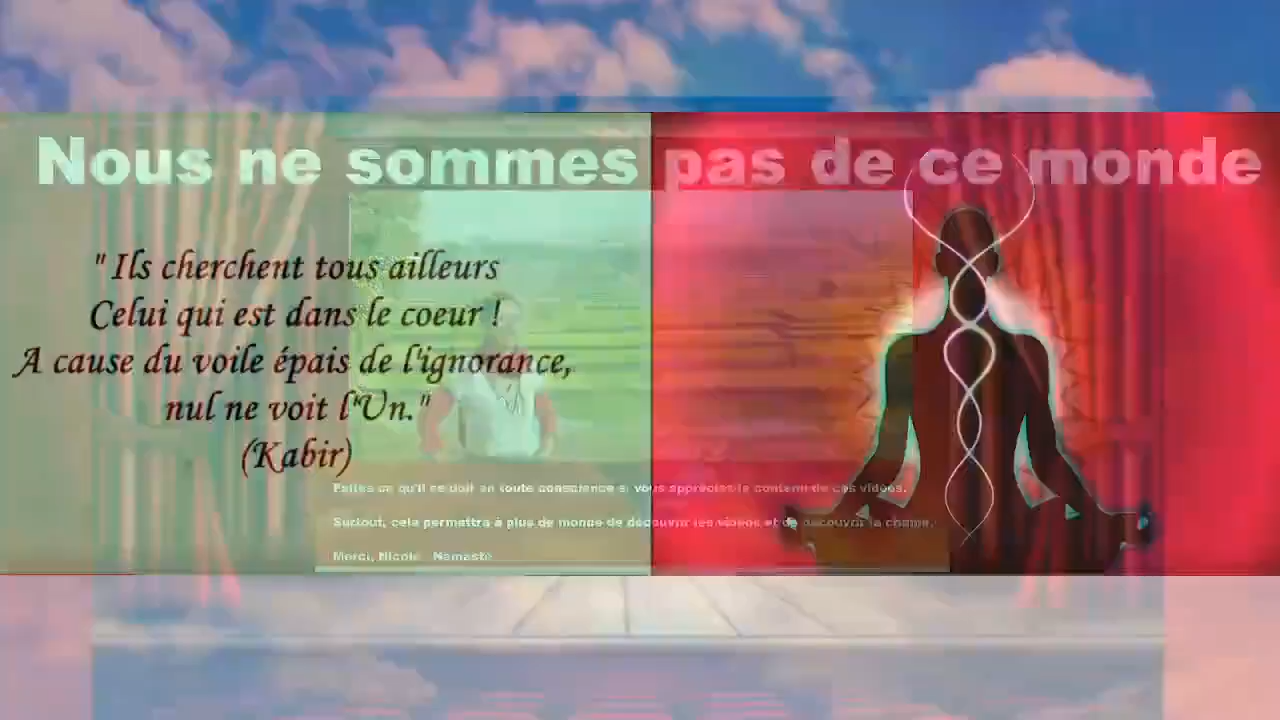 Nous ne sommes pas de ce monde
" Ils cherchent tous ailleurs
Celui qui est dans le coeur !
A cause du voile épais de l'ignorance,
nul ne voit l'Un."
(Kabir)
Faites ce qu'il se doit en toute conscience si vous appréciez le contenu de ces vidéos.
Surtout, cela permettra à plus de monde de découvrir les vidéos et de découvrir la chaine.
Merci, Nicole Namasté